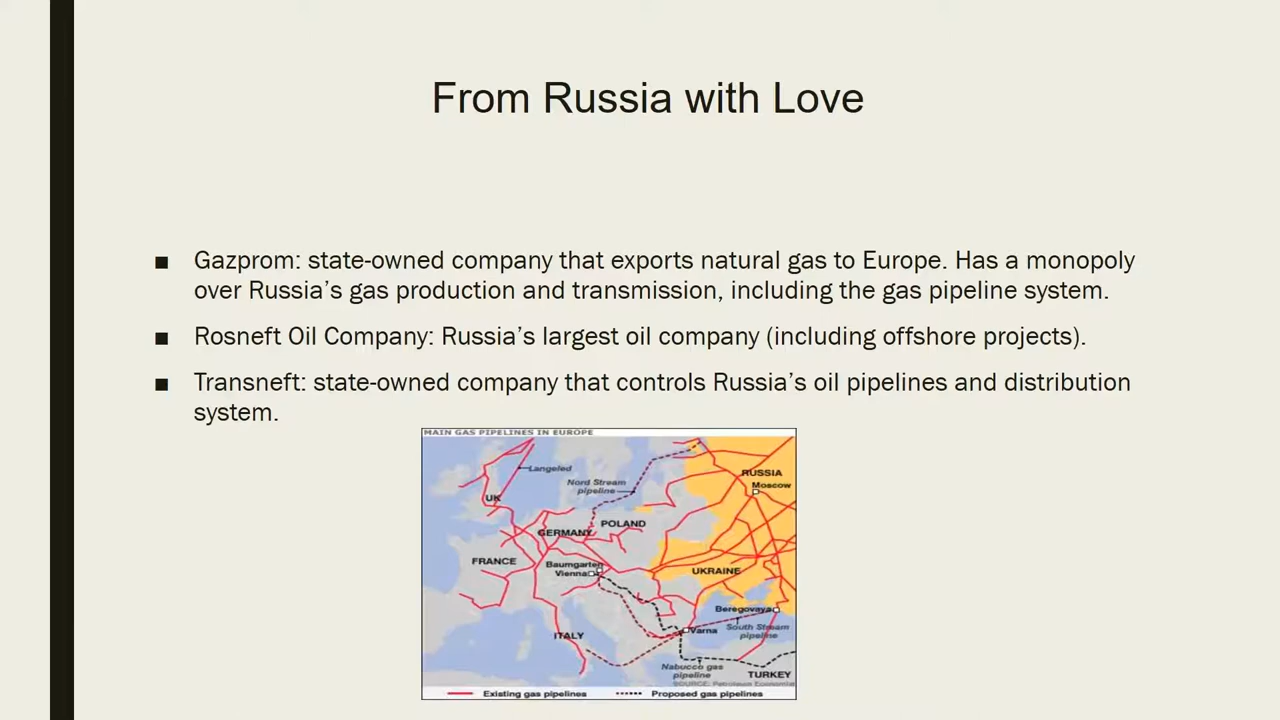 From Russia with Love
■ Gazprom: state-owned company that exports natural gas to Europe. Has a monopoly
over Russia’s gas production and transmission, including the gas pipeline system.
■ Rosneft Oil Company: Russia’s largest oil company (including offshore projects).
■ Transneft: state-owned company that controls Russia’s oil pipelines and distribution
system.
MAIN GAS PIPELINES IN EUROPE
Langeled
RUSSIA
Moscow
Nord Stream
pipeline
UK
POLAND
GERMANY
FRANCE
Baumgarten
Vienna
UKRAINE
Beregovaya
Varna
South Stream
pipeline
ITALY
Nabucco gas
pipeline
TURKEY
SOURCE: Petroleum Economist
Existing gas pipelines
Proposed gas pipelines